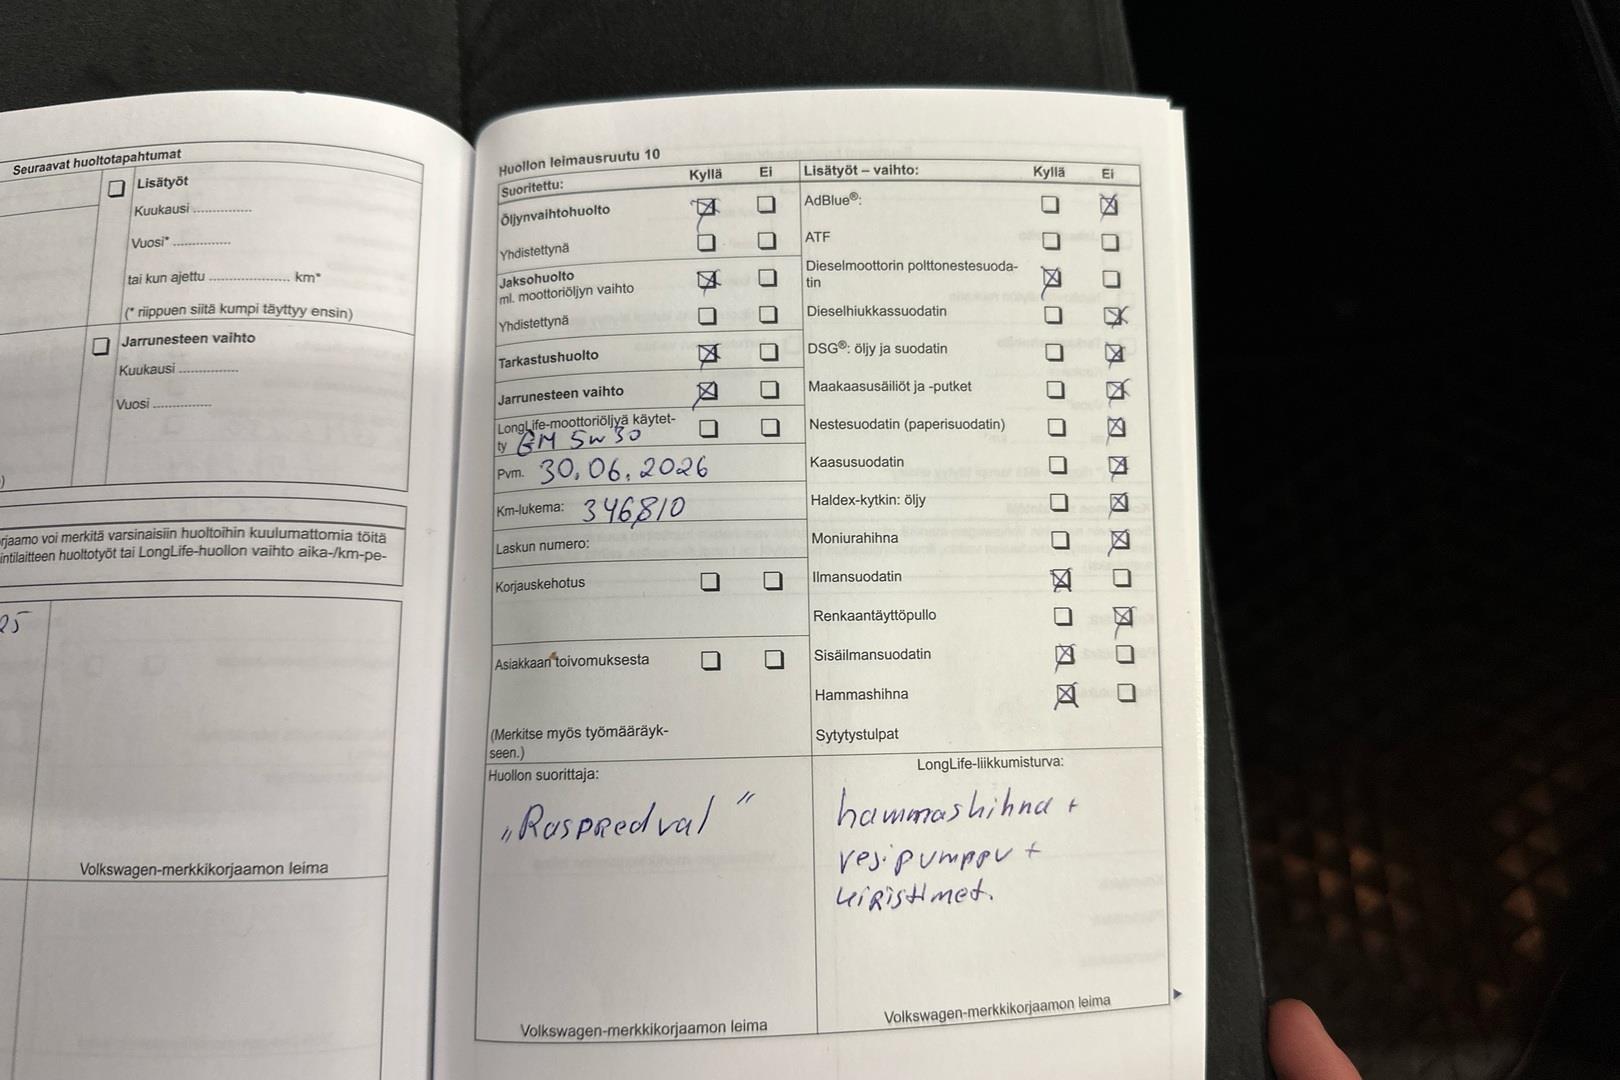 Seuraavat huoltotapahtumat
Lisätyöt
Kuukausi ...............
Vuosi* ...............
tai kun ajettu ..................... km*
(* riippuen siitä kumpi täyttyy ensin)
Jarrunesteen vaihto
Kuukausi ...............
Vuosi ...............
)
rjaamo voi merkitä varsinaisiin huoltoihin kuulumattomia töitä
intilaitteen huoltotyöt tai LongLife-huollon vaihto aika-/km-pe-
25
Volkswagen-merkkikorjaamon leima
Huollon leimausruutu 10
Suoritettu: Kyllä Ei
Öljynvaihtohuolto
Yhdistettynä
Jaksohuolto
ml. moottoriöljyn vaihto
Yhdistettynä
Tarkastushuolto
Jarrunesteen vaihto
LongLife-moottoriöljyä käytet-
ty GM 5w30
Pvm. 30.06.2026
Km-lukema: 346810
Laskun numero:
Korjauskehotus
Asiakkaan toivomuksesta
(Merkitse myös työmääräyk-
seen.)
Huollon suorittaja:
„Raspredval"
Volkswagen-merkkikorjaamon leima
Lisätyöt – vaihto: Kyllä Ei
AdBlue®:
ATF
Dieselmoottorin polttonestesuoda-
tin
Dieselhiukkassuodatin
DSG®: öljy ja suodatin
Maakaasusäiliöt ja -putket
Nestesuodatin (paperisuodatin)
Kaasusuodatin
Haldex-kytkin: öljy
Moniurahihna
Ilmansuodatin
Renkaantäyttöpullo
Sisäilmansuodatin
Hammashihna
Sytytystulpat
LongLife-liikkumisturva:
hammashihna +
vesipumppu +
kiristimet.
Volkswagen-merkkikorjaamon leima